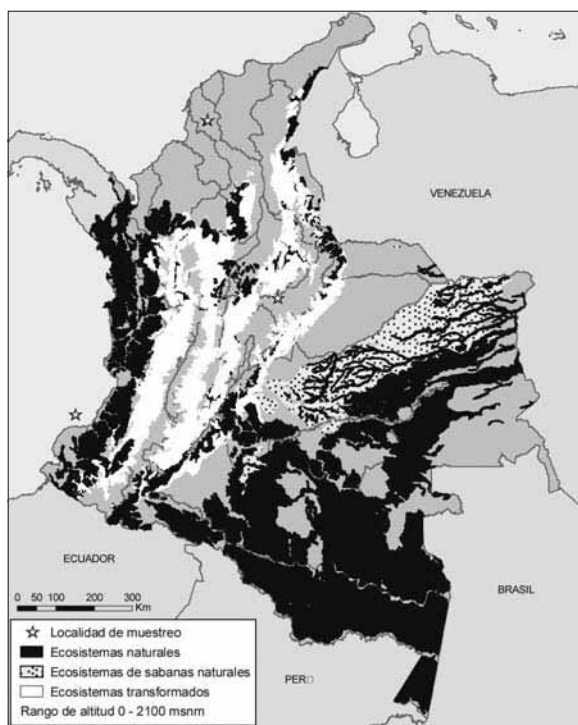 VENEZUELA
ECUADOR
BRASIL
0 50 100 200 300
Km
Localidad de muestreo
Ecosistemas naturales
Ecosistemas de sabanas naturales
Ecosistemas transformados
Rango de altitud 0 - 2100 msnm
PER□